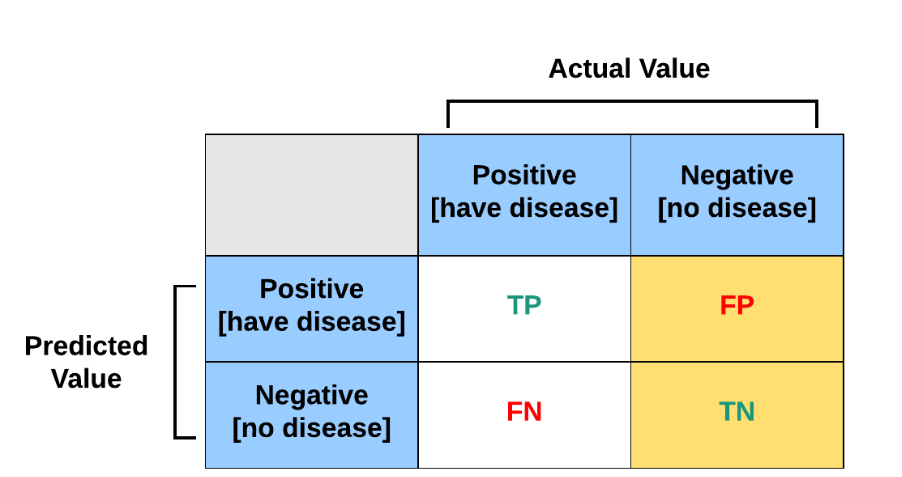 Actual Value
Positive
[have disease]
Negative
[no disease]
Positive
[have disease]
TP
FP
Predicted
Value
Negative
[no disease]
FN
TN